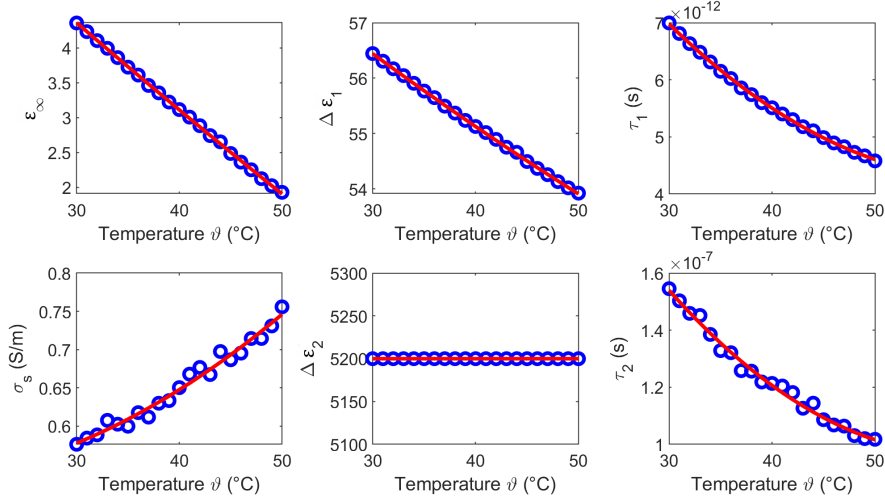 ε∞
4
3.5
3
2.5
2
30 40 50
Temperature ϑ (°C)
Δ ε1
57
56
55
54
30 40 50
Temperature ϑ (°C)
×10-12
τ1 (s)
7
6
5
4
30 40 50
Temperature ϑ (°C)
σs (S/m)
0.8
0.75
0.7
0.65
0.6
30 40 50
Temperature ϑ (°C)
Δ ε2
5300
5250
5200
5150
5100
30 40 50
Temperature ϑ (°C)
×10-7
τ2 (s)
1.6
1.4
1.2
1
30 40 50
Temperature ϑ (°C)